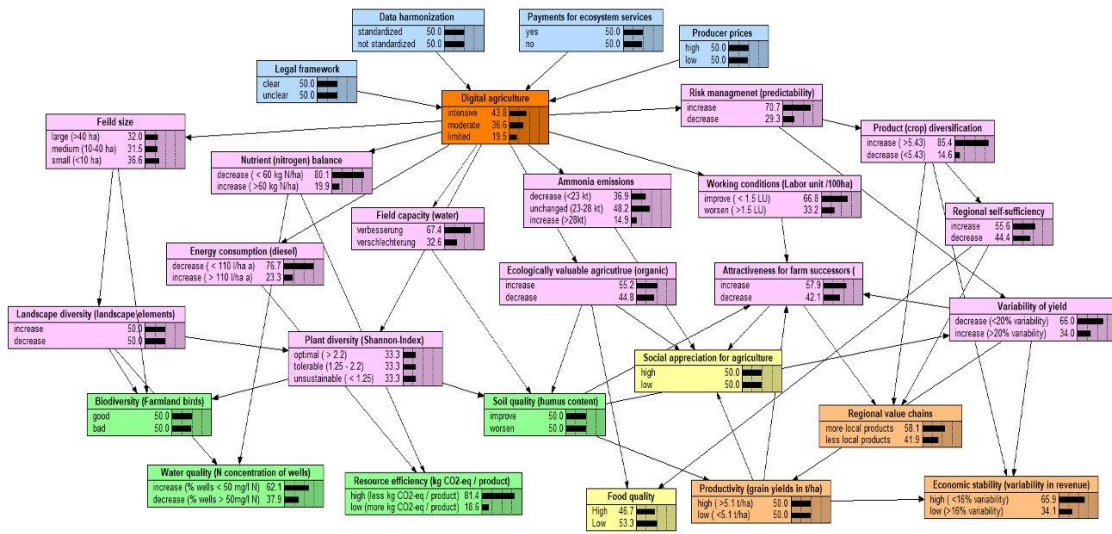 Data harmonization
standardized 50.0
not standardized 50.0
Payments for ecosystem services
yes 50.0
no 50.0
Producer prices
high 50.0
low 50.0
Legal framework
clear 50.0
unclear 50.0
Digital agriculture
intensive 43.8
moderate 36.6
limited 19.5
Risk managmenet (predictability)
increase 70.7
decrease 29.3
Feild size
large (>40 ha) 32.0
medium (10-40 ha) 31.5
small (<10 ha) 36.6
Product (crop) diversification
increase (>5.43) 85.4
decrease (<5.43) 14.6
Nutrient (nitrogen) balance
decrease ( < 60 kg N/ha) 80.1
increase ( >60 kg N/ha) 19.9
Ammonia emissions
decrease (<23 kt) 36.9
unchanged (23-28 kt) 48.2
increase (>28kt) 14.9
Working conditions (Labor unit /100ha)
improve ( < 1.5 LU) 66.8
worsen ( >1.5 LU) 33.2
Field capacity (water)
verbesserung 67.4
verschlechterung 32.6
Regional self-sufficiency
increase 55.6
decrease 44.4
Energy consumption (diesel)
decrease ( < 110 l/ha a) 76.7
increase ( > 110 l/ha a) 23.3
Ecologically valuable agricutlrue (organic)
increase 55.2
decrease 44.8
Attractiveness for farm successors (
increase 57.9
decrease 42.1
Variability of yield
decrease (<20% variability) 66.0
increase (>20% variability) 34.0
Landscape diversity (landscape elements)
increase 50.0
decrease 50.0
Plant diversity (Shannon-Index)
optimal ( > 2.2) 33.3
tolerable (1.25 - 2.2) 33.3
unsustainable ( < 1.25) 33.3
Social appreciation for agriculture
high 50.0
low 50.0
Biodiversity (Farmland birds)
good 50.0
bad 50.0
Soil quality (humus content)
improve 50.0
worsen 50.0
Regional value chains
more local products 58.1
less local products 41.9
Water quality (N concentration of wells)
increase (% wells < 50 mg/l N) 62.1
decrease (% wells > 50mg/l N) 37.9
Resource efficiency (kg CO2-eq / product)
high (less kg CO2-eq / product) 81.4
low (more kg CO2-eq / product) 18.6
Food quality
High 46.7
Low 53.3
Productivity (grain yields in t/ha)
high ( >5.1 t/ha) 50.0
low ( <5.1 t/ha) 50.0
Economic stability (variability in revenue)
high ( <16% variability) 65.9
low (>16% variability) 34.1